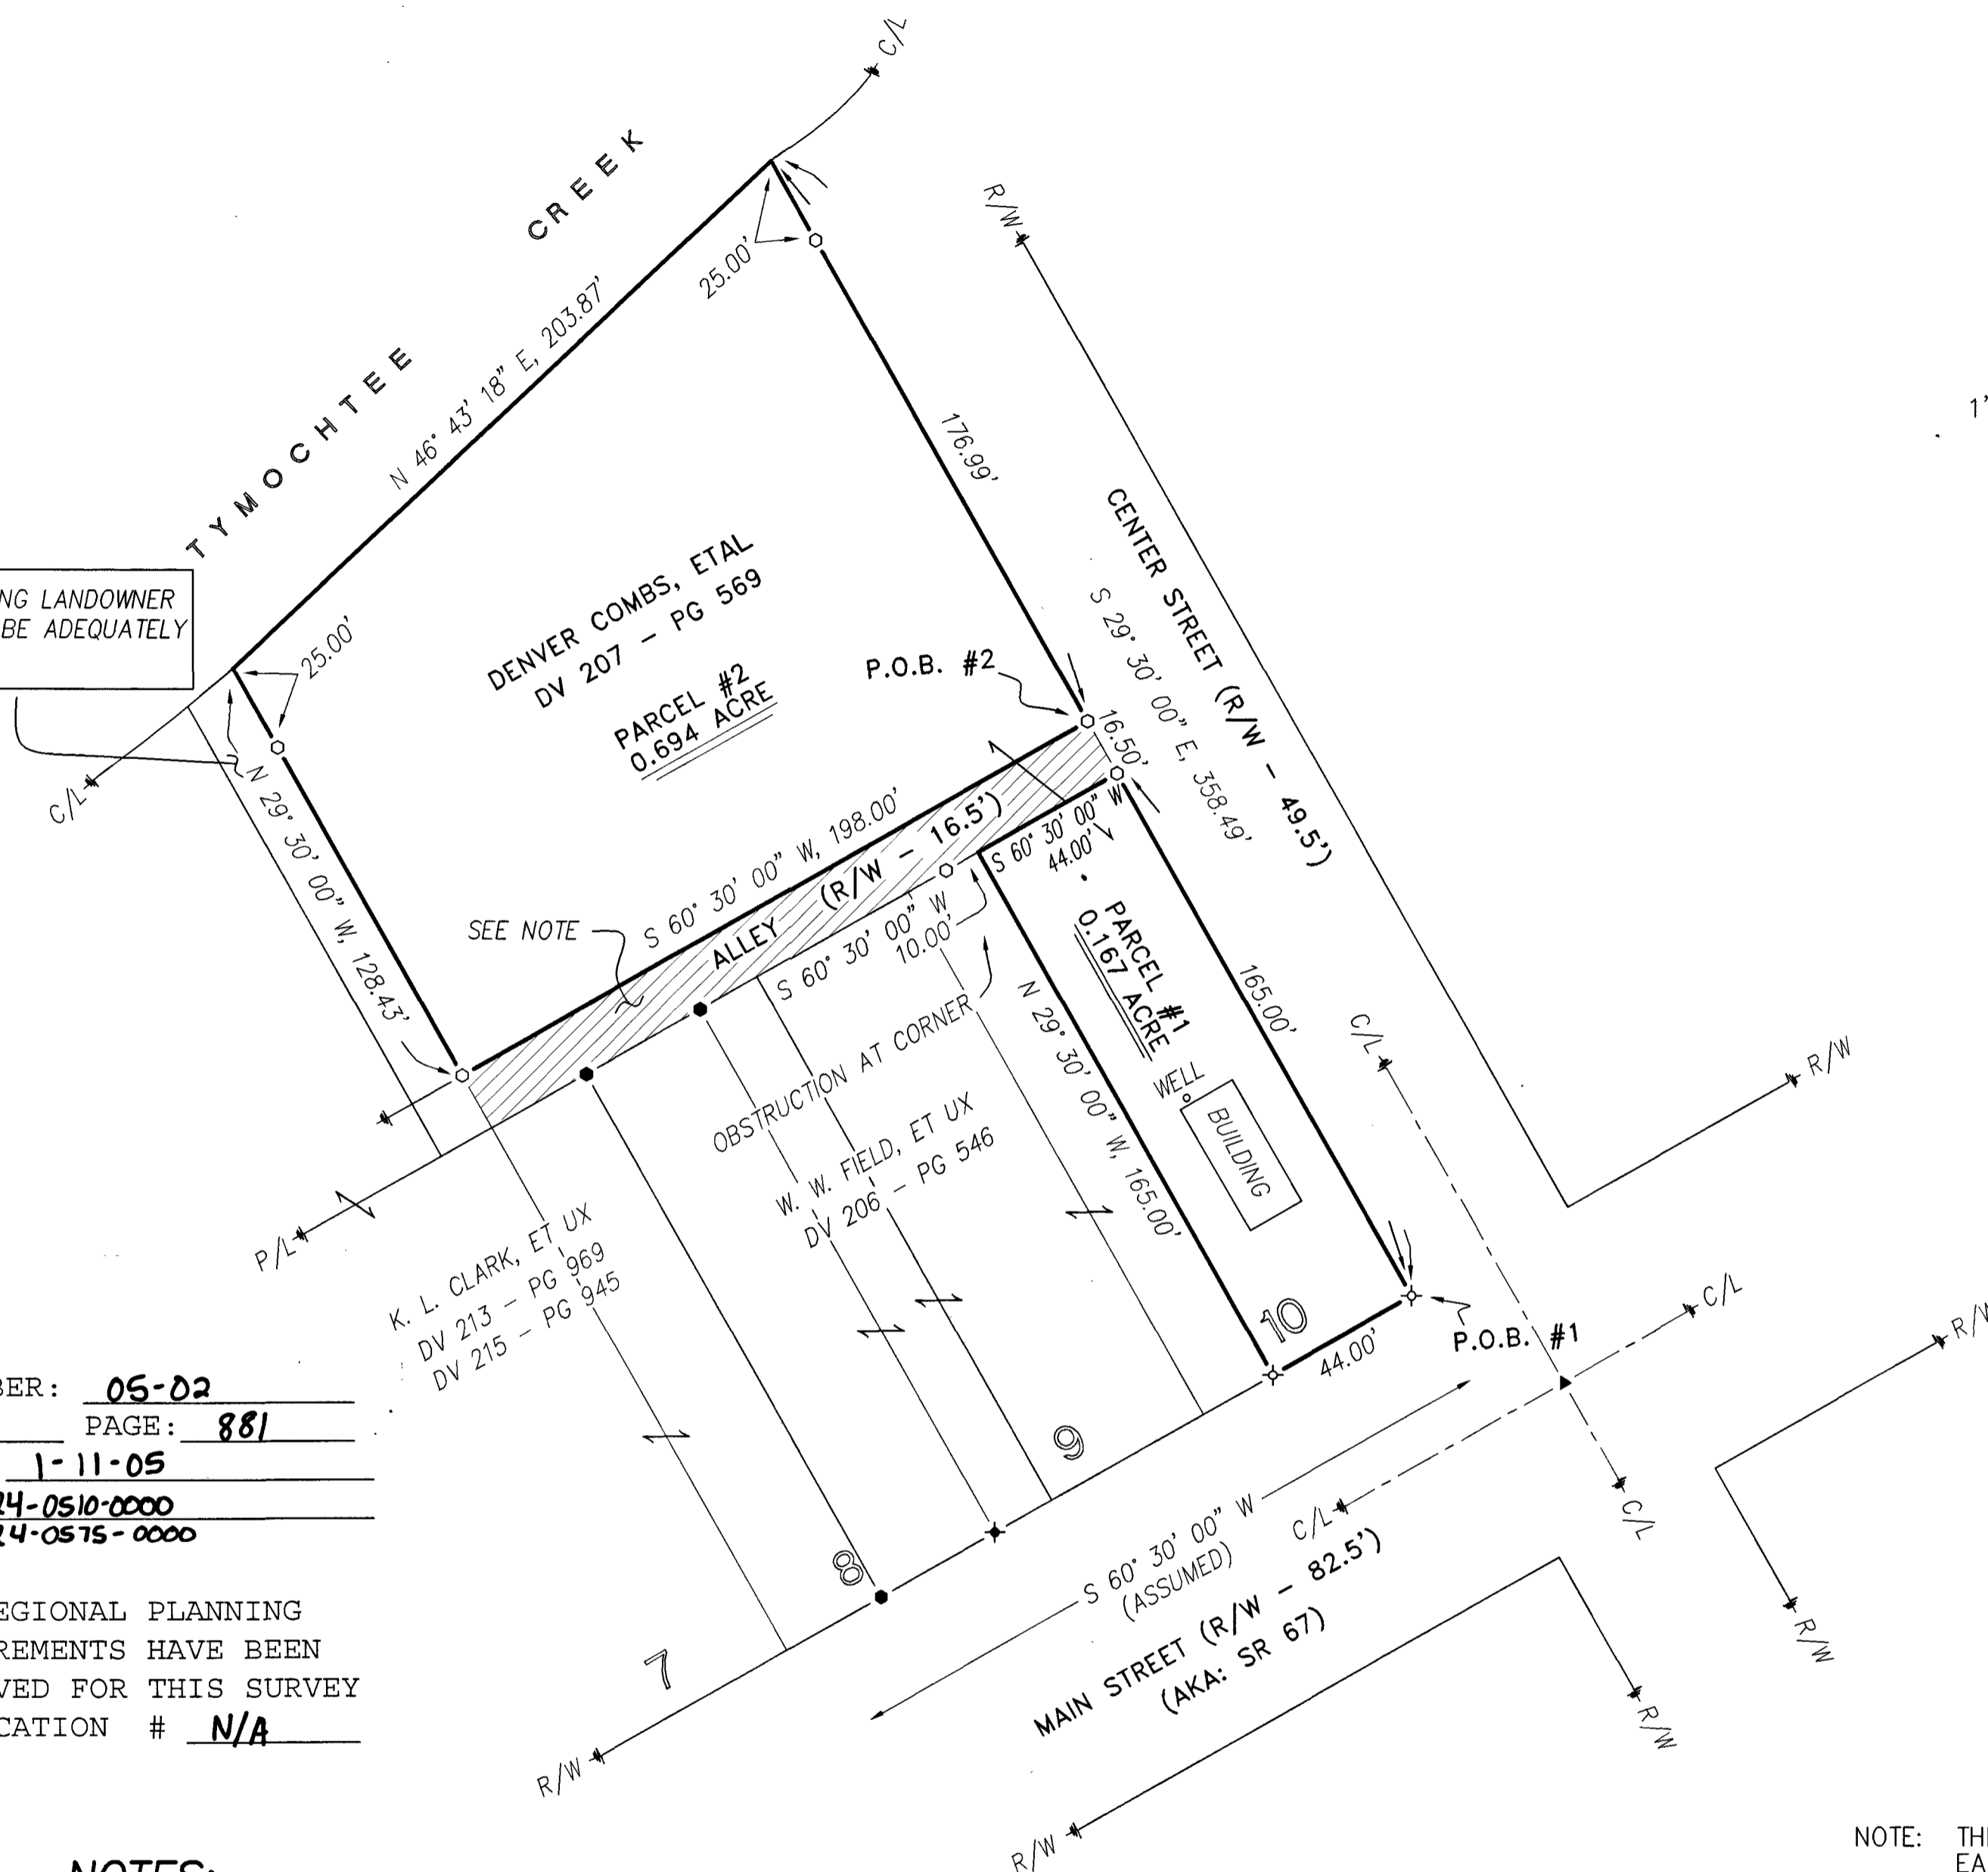 C/L
TYMOCHTEE CREEK
R/W
25.00'
N 46° 43' 18" E, 203.87'
1"
176.99'
CENTER STREET (R/W - 49.5')
S 29° 30' 00" E, 358.49'
NG LANDOWNER
BE ADEQUATELY
25.00'
DENVER COMBS, ETAL
DV 207 - PG 569
PARCEL #2
0.694 ACRE
P.O.B. #2
16.50'
C/L
N 29° 30' 00" W, 128.43'
S 60° 30' 00" W, 198.00'
ALLEY (R/W - 16.5')
SEE NOTE
S 60° 30' 00" W
44.00'
S 60° 30' 00" W
10.00'
OBSTRUCTION AT CORNER
PARCEL #1
0.167 ACRE
165.00'
N 29° 30' 00" W, 165.00'
WELL
BUILDING
C/L
R/W
W. W. FIELD, ET UX
DV 206 - PG 546
P/L
K. L. CLARK, ET UX
DV 213 - PG 969
DV 215 - PG 945
10
44.00'
P.O.B. #1
C/L
R/W
9
8
7
C/L
C/L
S 60° 30' 00" W
(ASSUMED)
MAIN STREET (R/W - 82.5')
(AKA: SR 67)
R/W
R/W
R/W
R/W
BER: 05-02
PAGE: 881
1-11-05
24-0510-0000
24-0575-0000
EGIONAL PLANNING
REMENTS HAVE BEEN
VED FOR THIS SURVEY
CATION # N/A
NOTES:
NOTE: TH
EA